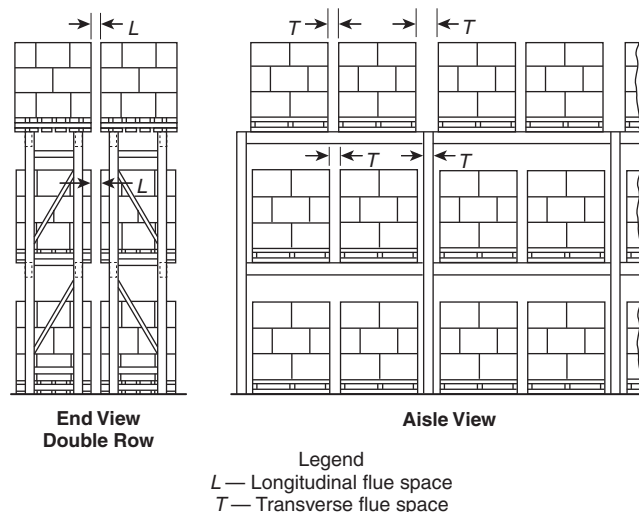 L
T
T
T
T
L
End View
Double Row
Aisle View
Legend
L — Longitudinal flue space
T — Transverse flue space